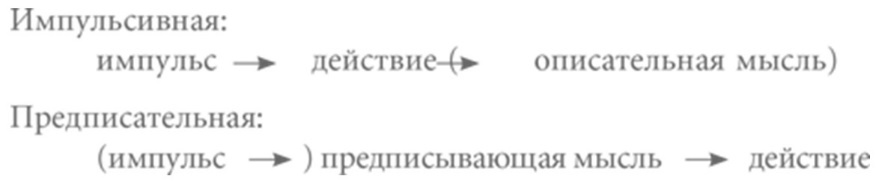 Импульсивная:
импульс → действие (→ описательная мысль)
Предписательная:
(импульс → ) предписывающая мысль → действие